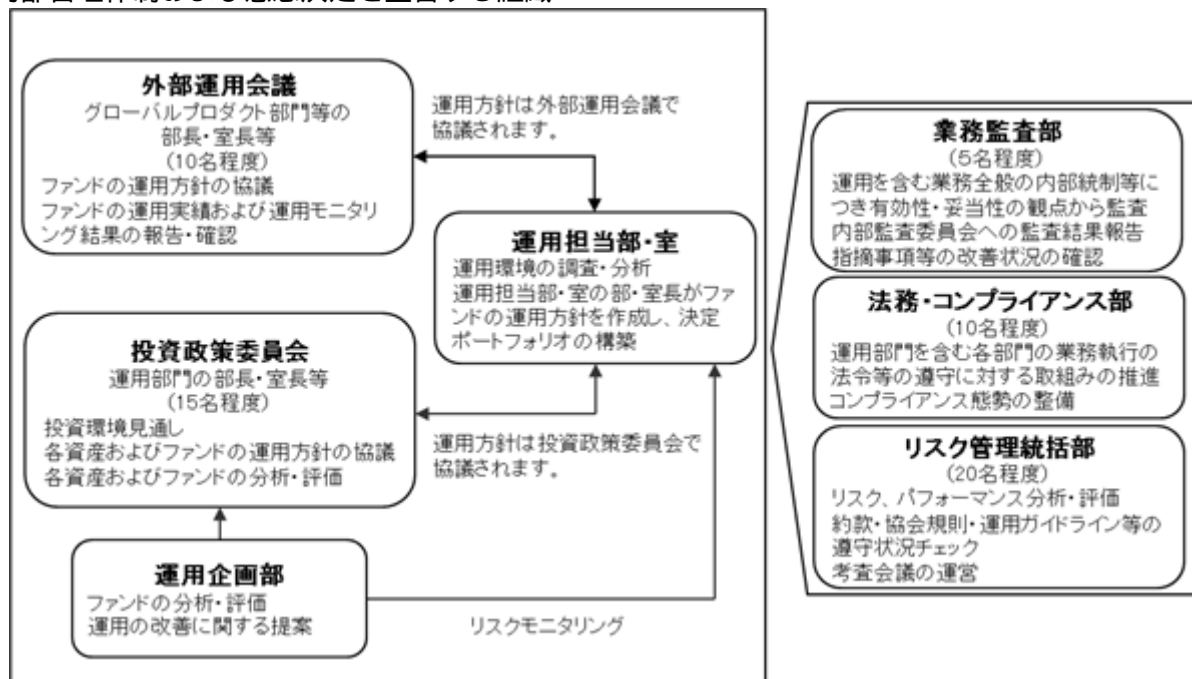 外部運用会議
グローバルプロダクト部門等の
部長・室長等
(10名程度)
ファンドの運用方針の協議
ファンドの運用実績および運用モニタリ
ング結果の報告・確認
運用方針は外部運用会議で
協議されます。
運用担当部・室
運用環境の調査・分析
運用担当部・室の部・室長がファ
ンドの運用方針を作成し、決定
ポートフォリオの構築
投資政策委員会
運用部門の部長・室長等
(15名程度)
投資環境見通し
各資産およびファンドの運用方針の協議
各資産およびファンドの分析・評価
運用方針は投資政策委員会で
協議されます。
運用企画部
ファンドの分析・評価
運用の改善に関する提案
リスクモニタリング
業務監査部
(5名程度)
運用を含む業務全般の内部統制等に
つき有効性・妥当性の観点から監査
内部監査委員会への監査結果報告
指摘事項等の改善状況の確認
法務・コンプライアンス部
(10名程度)
運用部門を含む各部門の業務執行の
法令等の遵守に対する取組みの推進
コンプライアンス態勢の整備
リスク管理統括部
(20名程度)
リスク、パフォーマンス分析・評価
約款・協会規則・運用ガイドライン等の
遵守状況チェック
考査会議の運営